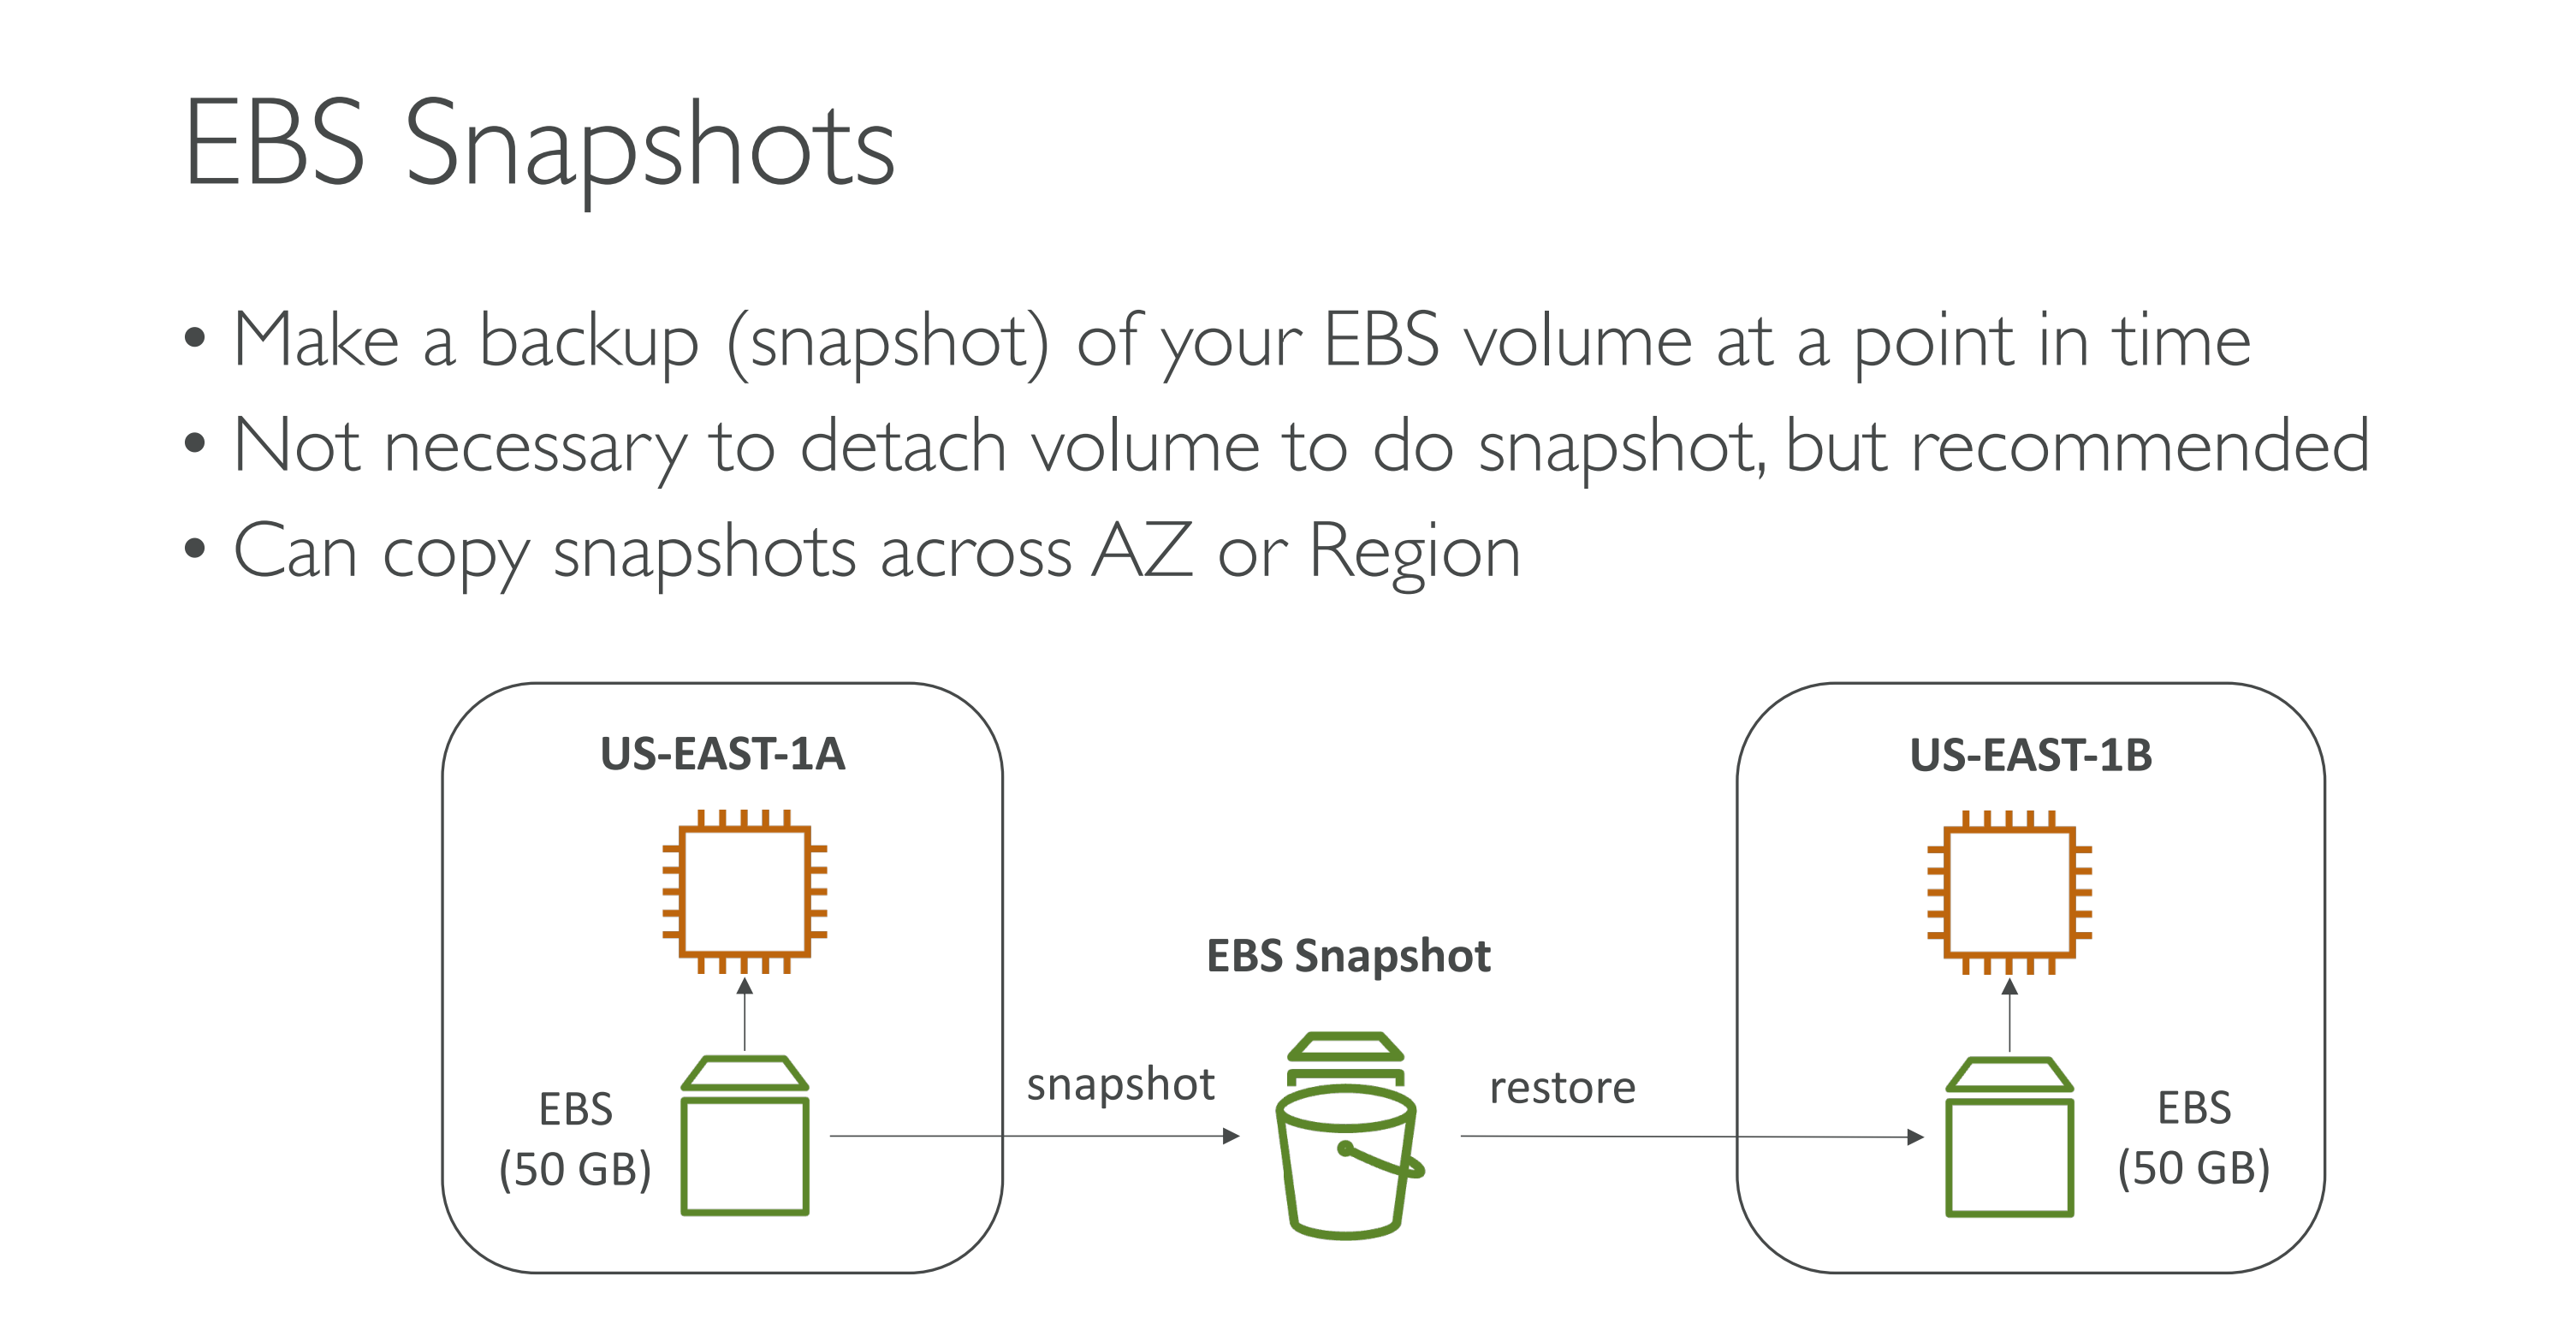 EBS Snapshots
• Make a backup (snapshot) of your EBS volume at a point in time
• Not necessary to detach volume to do snapshot, but recommended
• Can copy snapshots across AZ or Region
US-EAST-1A
EBS
(50 GB)
snapshot
EBS Snapshot
restore
US-EAST-1B
EBS
(50 GB)